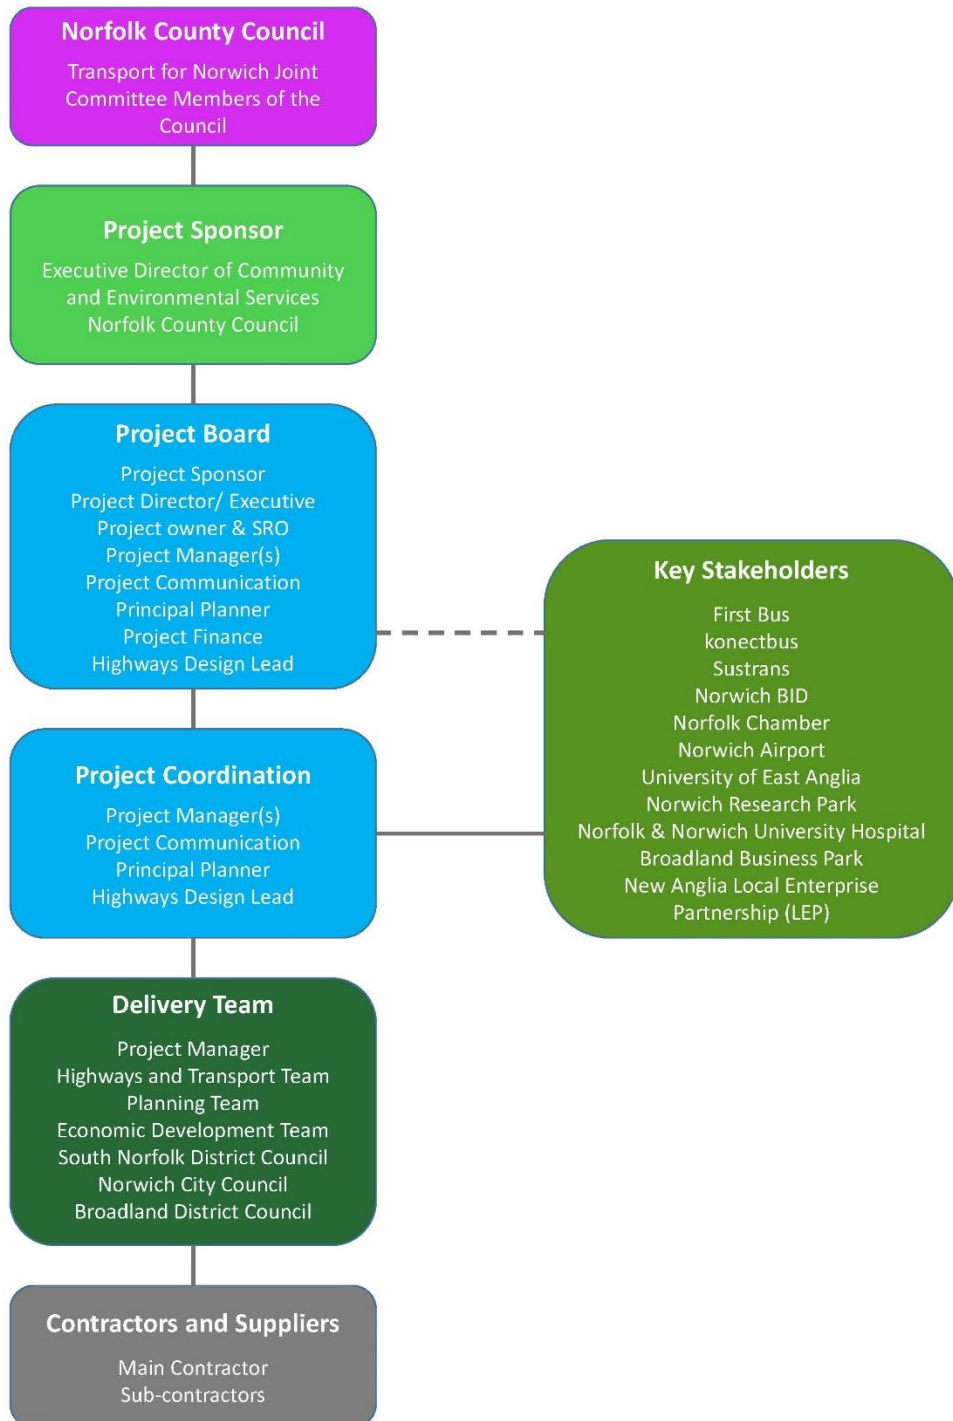 Norfolk County Council
Transport for Norwich Joint
Committee Members of the
Council
Project Sponsor
Executive Director of Community
and Environmental Services
Norfolk County Council
Project Board
Project Sponsor
Project Director/ Executive
Project owner & SRO
Project Manager(s)
Project Communication
Principal Planner
Project Finance
Highways Design Lead
Key Stakeholders
First Bus
konectbus
Sustrans
Norwich BID
Norfolk Chamber
Norwich Airport
University of East Anglia
Norwich Research Park
Norfolk & Norwich University Hospital
Broadland Business Park
New Anglia Local Enterprise
Partnership (LEP)
Project Coordination
Project Manager(s)
Project Communication
Principal Planner
Highways Design Lead
Delivery Team
Project Manager
Highways and Transport Team
Planning Team
Economic Development Team
South Norfolk District Council
Norwich City Council
Broadland District Council
Contractors and Suppliers
Main Contractor
Sub-contractors